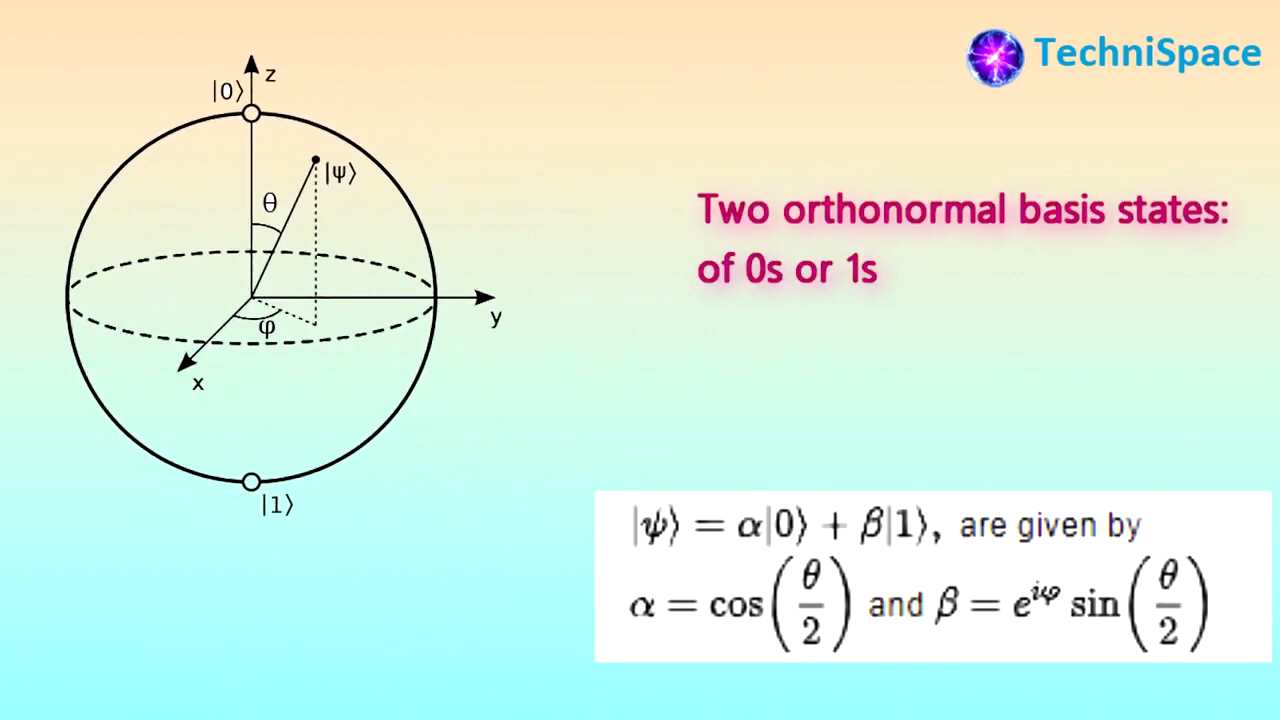 TechniSpace
z
|0⟩
|ψ⟩
θ
φ
y
x
|1⟩
Two orthonormal basis states:
of 0s or 1s
|ψ⟩ = α|0⟩ + β|1⟩, are given by
α = cos(θ/2) and β = e^{iφ} sin(θ/2)